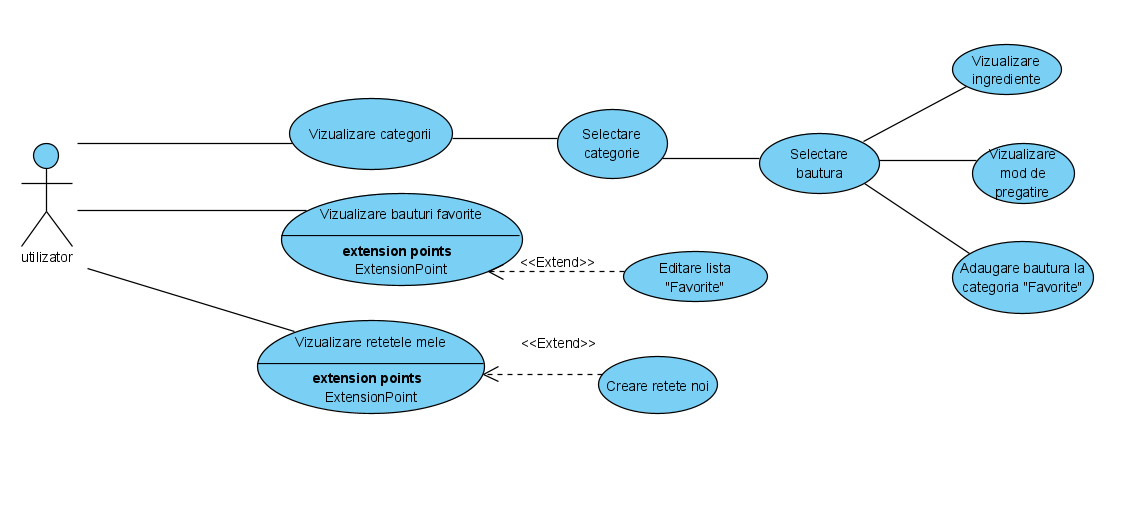 utilizator
Vizualizare categorii
Selectare
categorie
Selectare
bautura
Vizualizare
ingrediente
Vizualizare
mod de
pregatire
Adaugare bautura la
categoria "Favorite"
Vizualizare bauturi favorite
extension points
ExtensionPoint
<<Extend>>
Editare lista
"Favorite"
Vizualizare retetele mele
extension points
ExtensionPoint
<<Extend>>
Creare retete noi